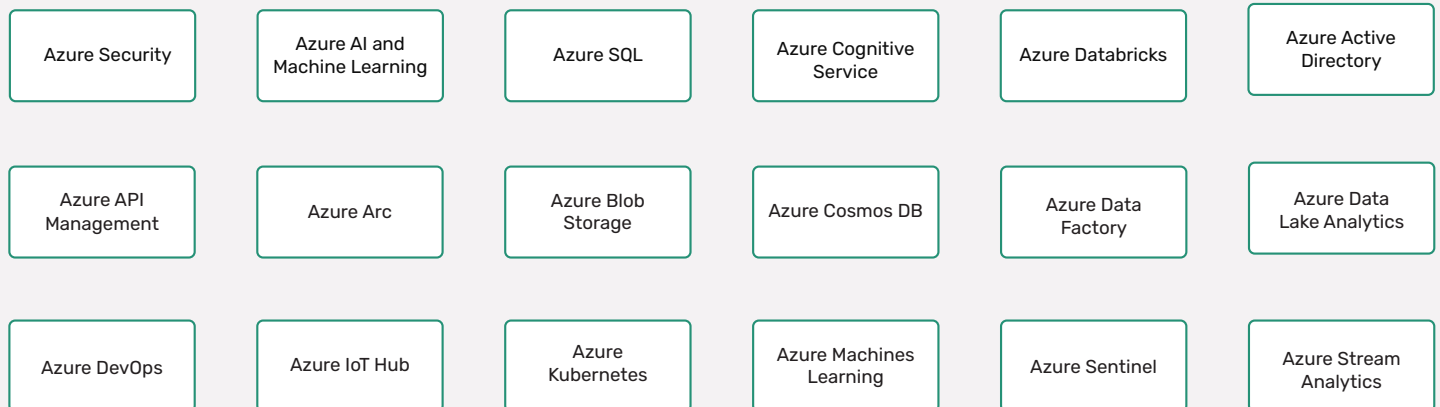 Azure Security
Azure AI and
Machine Learning
Azure SQL
Azure Cognitive
Service
Azure Databricks
Azure Active
Directory
Azure API
Management
Azure Arc
Azure Blob
Storage
Azure Cosmos DB
Azure Data
Factory
Azure Data
Lake Analytics
Azure DevOps
Azure IoT Hub
Azure
Kubernetes
Azure Machines
Learning
Azure Sentinel
Azure Stream
Analytics